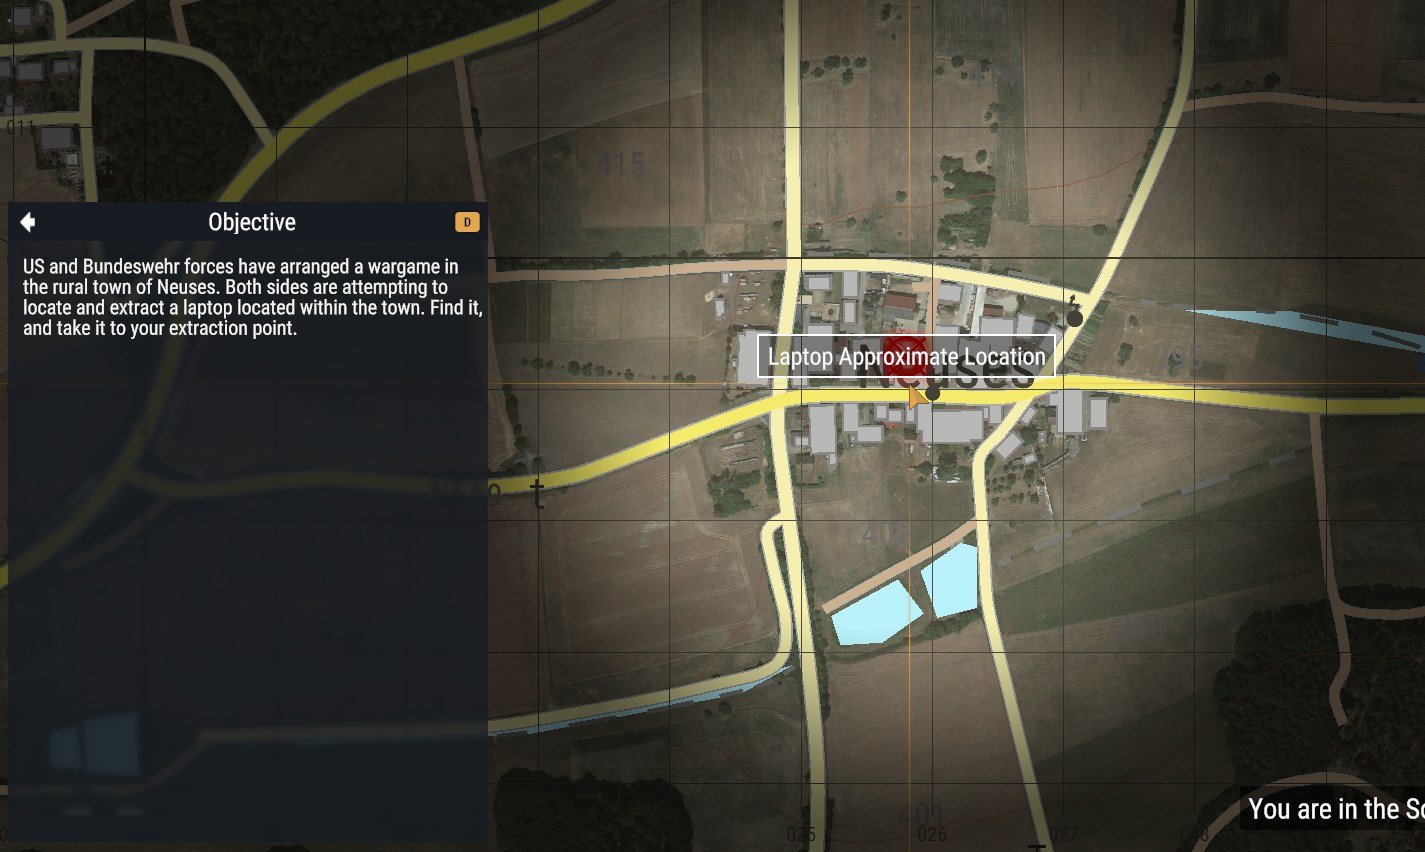 011
415
Objective
D
US and Bundeswehr forces have arranged a wargame in
the rural town of Neuses. Both sides are attempting to
locate and extract a laptop located within the town. Find it,
and take it to your extraction point.
Laptop Approximate Location
Neuses
401
You are in the So
025
026
027